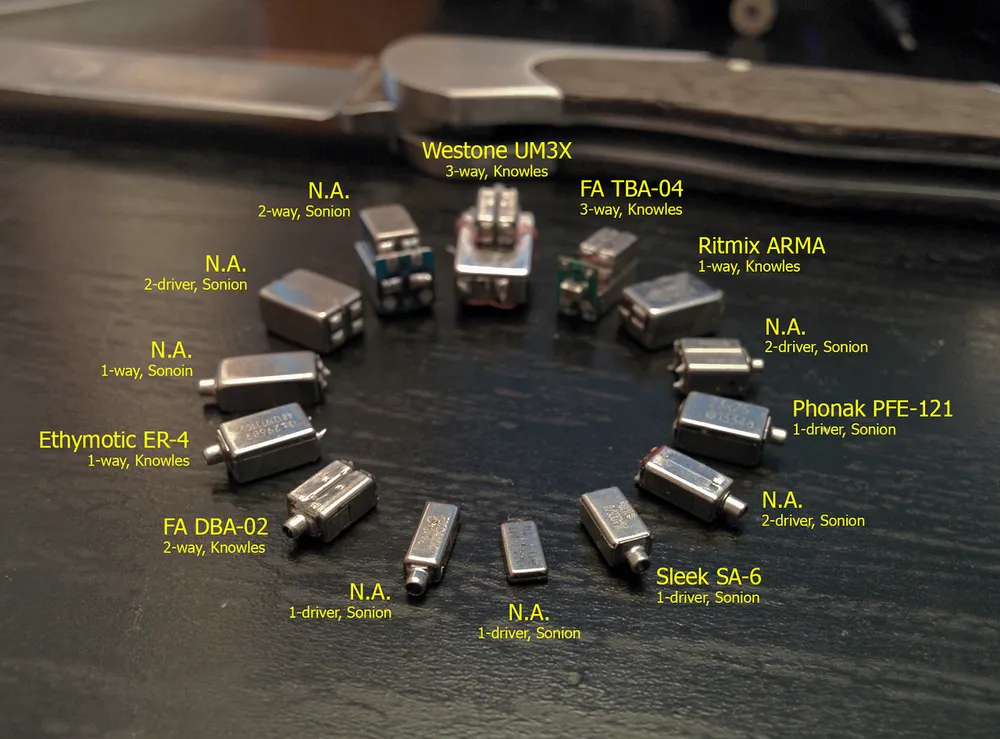 Westone UM3X
3-way, Knowles
FA TBA-04
3-way, Knowles
N.A.
2-way, Sonion
Ritmix ARMA
1-way, Knowles
N.A.
2-driver, Sonion
N.A.
2-driver, Sonion
N.A.
1-way, Sonoin
Phonak PFE-121
1-driver, Sonion
Ethymotic ER-4
1-way, Knowles
N.A.
2-driver, Sonion
FA DBA-02
2-way, Knowles
Sleek SA-6
1-driver, Sonion
N.A.
1-driver, Sonion
N.A.
1-driver, Sonion